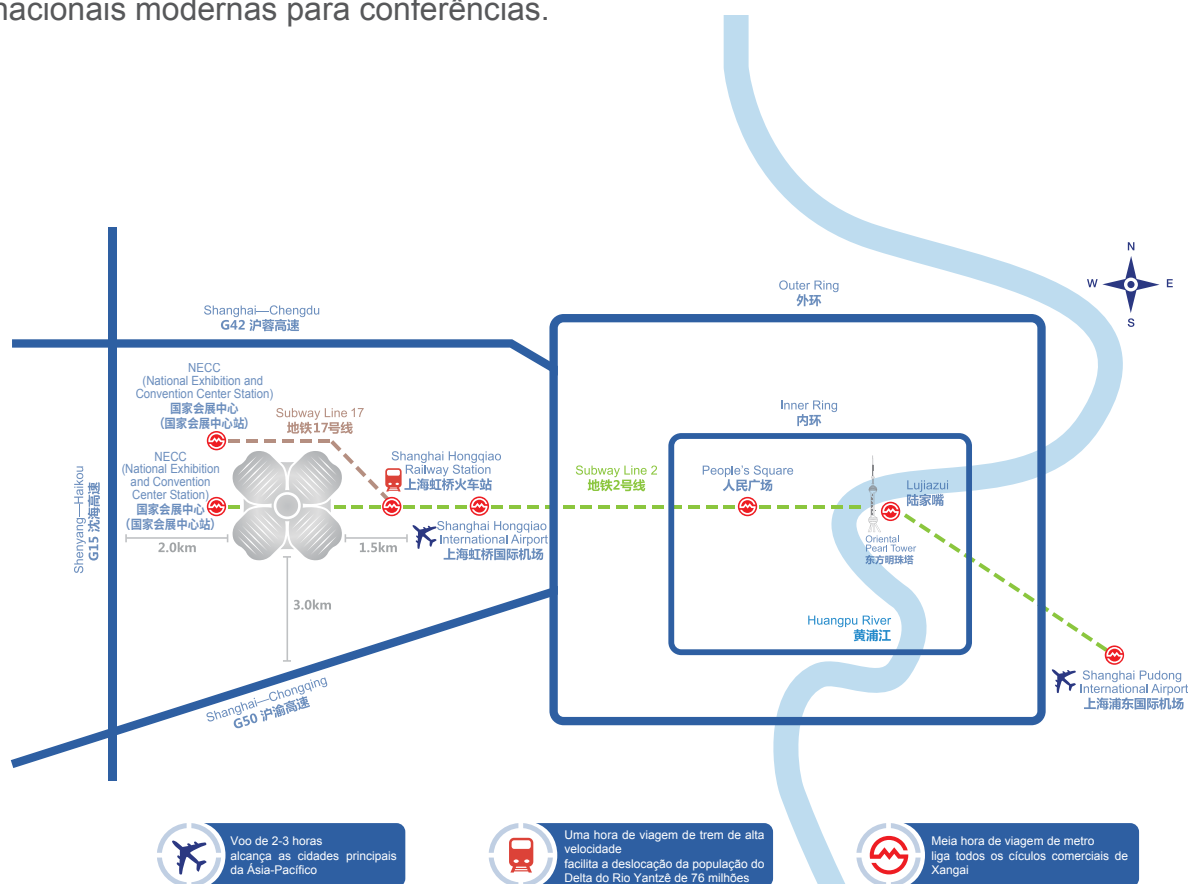 nacionais modernas para conferências.
N
W
E
S
Outer Ring
外环
Shanghai—Chengdu
G42 沪蓉高速
NECC
(National Exhibition and
Convention Center Station)
国家会展中心
(国家会展中心站)
Subway Line 17
地铁17号线
Inner Ring
内环
NECC
(National Exhibition
and Convention
Center Station)
国家会展中心
(国家会展中心站)
Shanghai Hongqiao
Railway Station
上海虹桥火车站
Subway Line 2
地铁2号线
People's Square
人民广场
Lujiazui
陆家嘴
Shenyang—Haikou
G15 沈海高速
Shanghai Hongqiao
International Airport
上海虹桥国际机场
Oriental
Pearl Tower
东方明珠塔
2.0km
1.5km
3.0km
Huangpu River
黄浦江
Shanghai—Chongqing
G50 沪渝高速
Shanghai Pudong
International Airport
上海浦东国际机场
Voo de 2-3 horas
alcança as cidades principais
da Ásia-Pacífico
Uma hora de viagem de trem de alta
velocidade
facilita a deslocação da população do
Delta do Rio Yantzê de 76 milhões
Meia hora de viagem de metro
liga todos os cículos comerciais de
Xangai